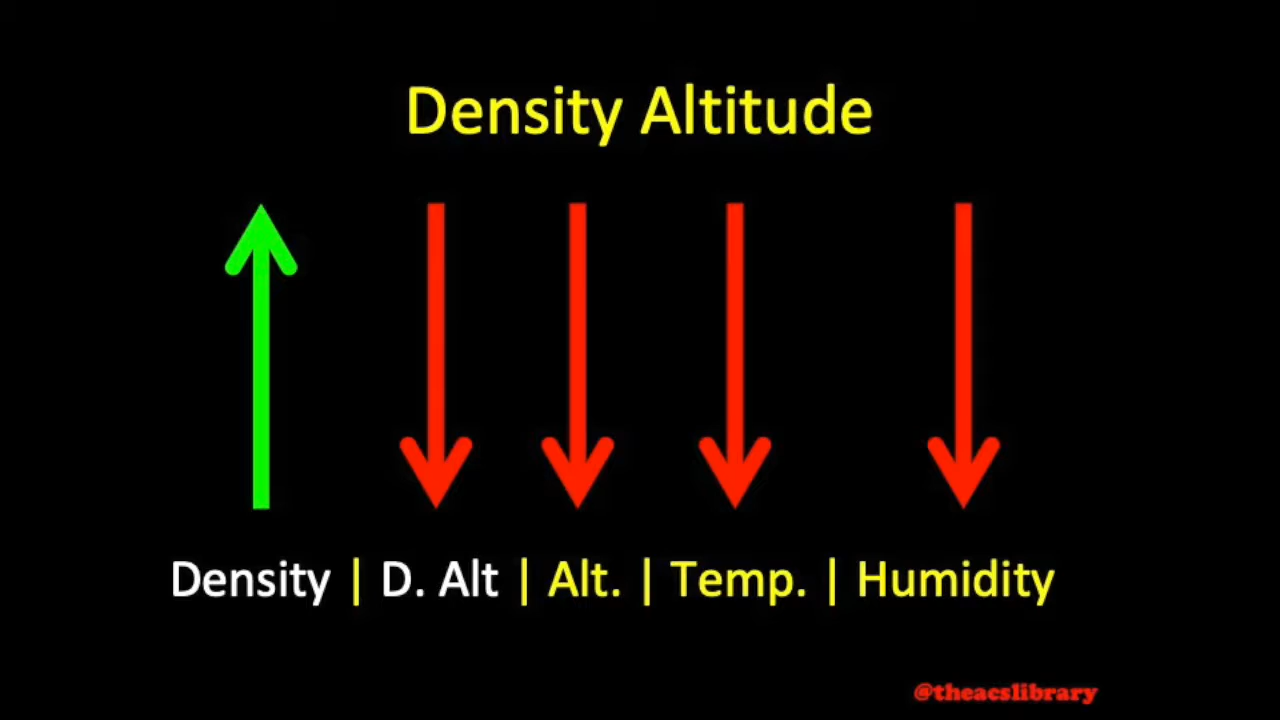 Density Altitude
Density | D. Alt | Alt. | Temp. | Humidity
@theacslibrary